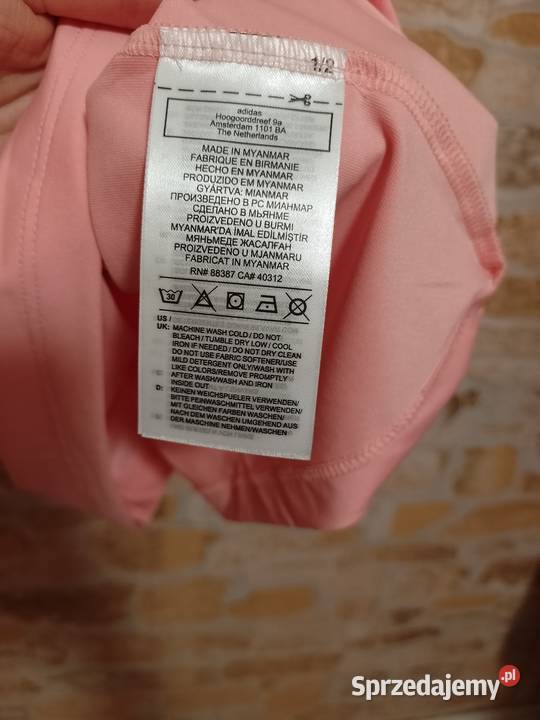 1/2
adidas
Hoogoorddreef 9a
Amsterdam 1101 BA
The Netherlands
MADE IN MYANMAR
FABRIQUE EN BIRMANIE
HECHO EN MYANMAR
PRODUZIDO EM MYANMAR
GYÁRTVA: MIANMAR
ПРОИЗВЕДЕНО В РС МИАНМАР
СДЕЛАНО В МЬЯНМЕ
PROIZVEDENO U BURMI
MYANMAR'DA İMAL EDİLMİŞTİR
МЯНЬМЕДЕ ЖАСАЛҒАН
PROIZVEDENO U MJANMARU
FABRICAT IN MYANMAR
RN# 88387 CA# 40312
30
US /
UK: MACHINE WASH COLD / DO NOT
BLEACH / TUMBLE DRY LOW / COOL
IRON IF NEEDED / DO NOT DRY CLEAN
DO NOT USE FABRIC SOFTENER/USE
MILD DETERGENT ONLY/WASH WITH
LIKE COLORS/REMOVE PROMPTLY
AFTER WASH/WASH AND IRON
INSIDE OUT
D: KEINEN WEICHSPUELER VERWENDEN/
BITTE FEINWASCHMITTEL VERWENDEN/
MIT GLEICHEN FARBEN WASCHEN/
NACH DEM WASCHEN UMGEHEND AUS
DER MASCHINE NEHMEN/WASCHEN
Sprzedajemy.pl